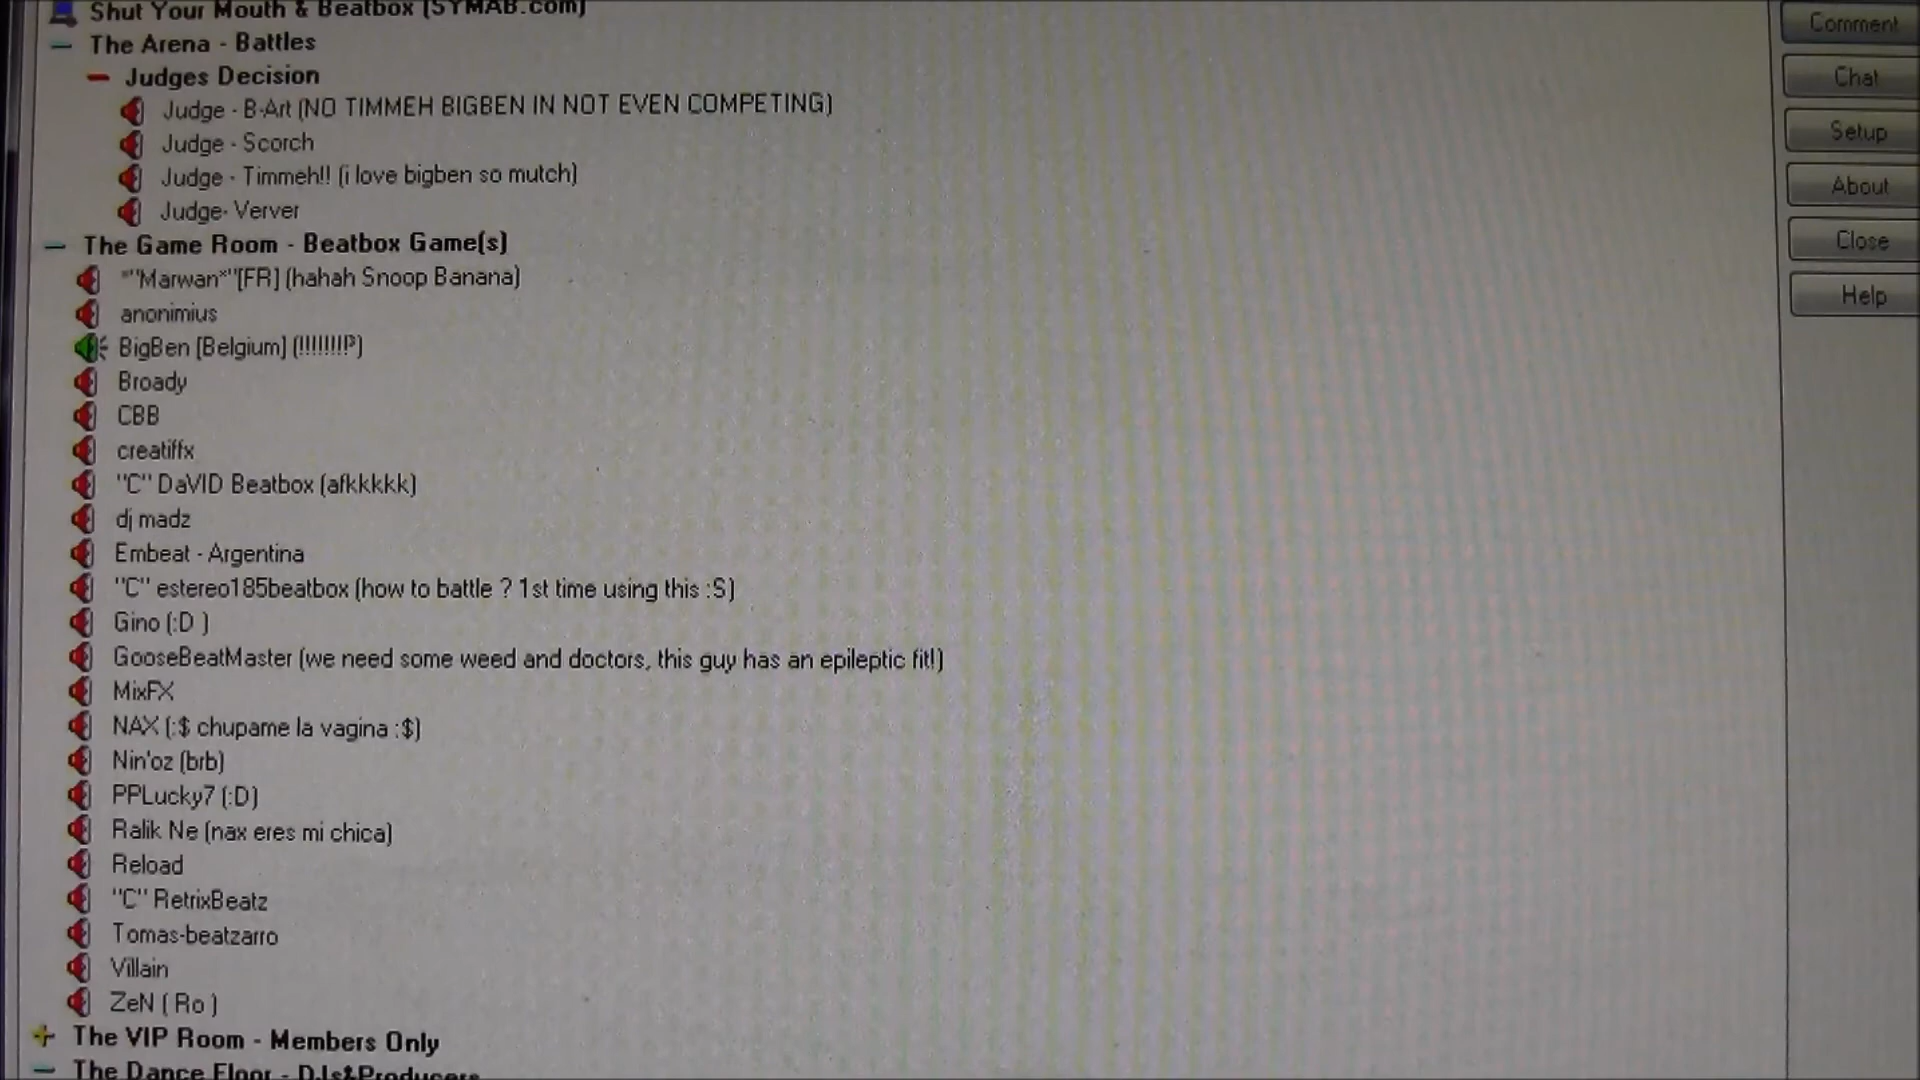 Shut Your Mouth & Beatbox (SYMAB.com)
The Arena - Battles
Judges Decision
Judge - B-Art (NO TIMMEH BIGBEN IN NOT EVEN COMPETING)
Judge - Scorch
Judge - Timmeh!! (i love bigben so mutch)
Judge- Verver
The Game Room - Beatbox Game(s)
*"Marwan*"[FR] (hahah Snoop Banana)
anonimius
BigBen [Belgium] (!!!!!!!!P)
Broady
CBB
creatiffx
"C" DaVID Beatbox (afkkkkk)
dj madz
Embeat - Argentina
"C" estereo185beatbox (how to battle ? 1st time using this :S)
Gino (:D )
GooseBeatMaster (we need some weed and doctors, this guy has an epileptic fit!)
MixFX
NAX (:$ chupame la vagina :$)
Nin'oz (brb)
PPLucky7 (:D)
Ralik Ne (nax eres mi chica)
Reload
"C" RetrixBeatz
Tomas-beatzarro
Villain
ZeN ( Ro )
The VIP Room - Members Only
The Dance Floor - DJs&Producers
Comment
Chat
Setup
About
Close
Help